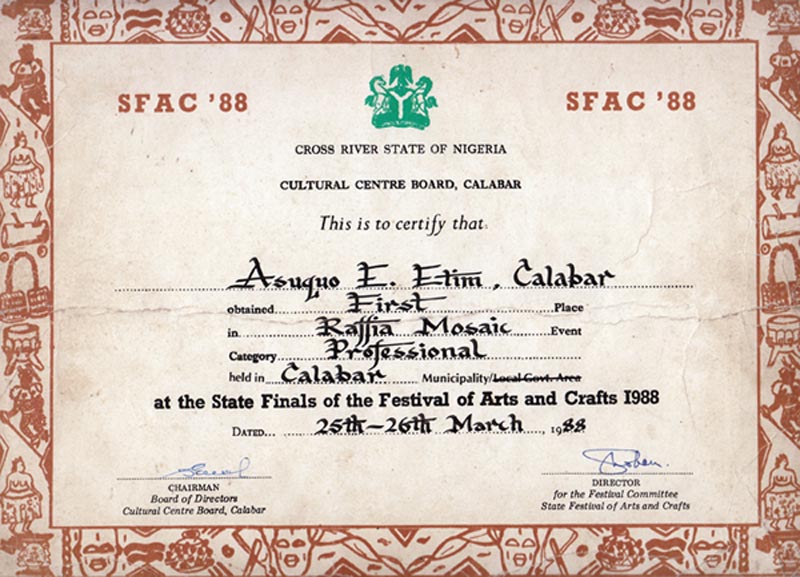 SFAC '88
SFAC '88
CROSS RIVER STATE OF NIGERIA
CULTURAL CENTRE BOARD, CALABAR
This is to certify that:
Asuquo E. Etim, Calabar
obtained First Place
in Raffia Mosaic Event
Category Professional
held in Calabar Municipality/Local Govt. Area
at the State Finals of the Festival of Arts and Crafts 1988
DATED... 25th-26th March, 1988
CHAIRMAN
Board of Directors
Cultural Centre Board, Calabar
DIRECTOR
for the Festival Committee
State Festival of Arts and Crafts